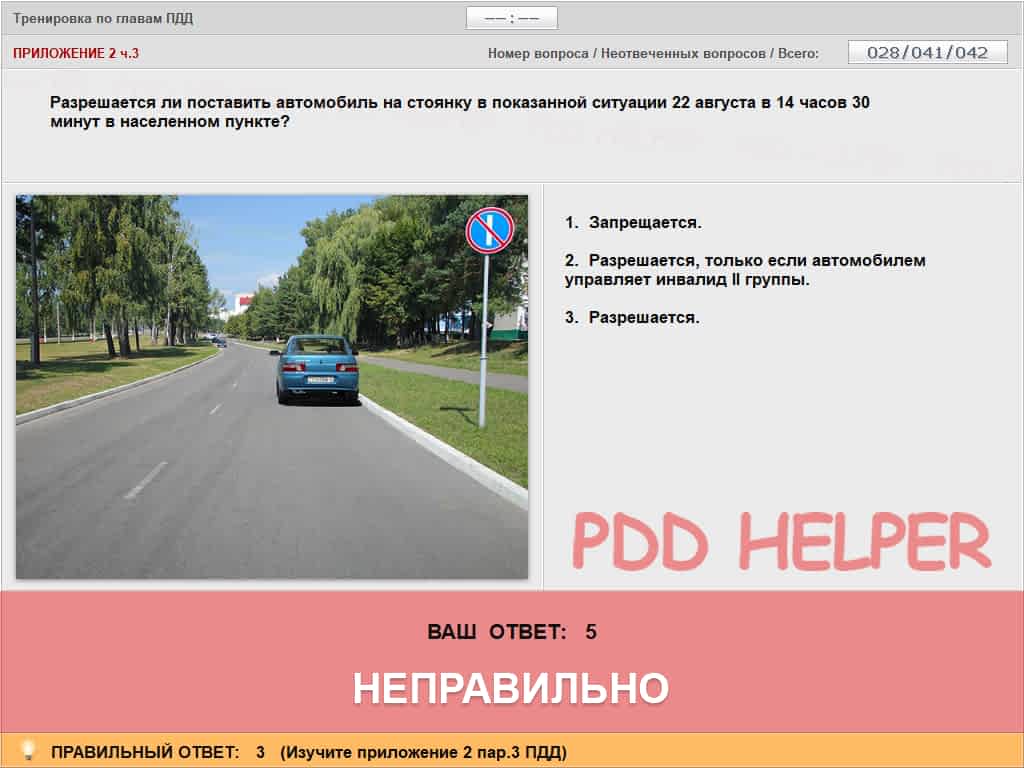 Тренировка по главам ПДД
–– : ––
ПРИЛОЖЕНИЕ 2 ч.3
Номер вопроса / Неотвеченных вопросов / Всего:
028/041/042
Разрешается ли поставить автомобиль на стоянку в показанной ситуации 22 августа в 14 часов 30
минут в населенном пункте?
1. Запрещается.
2. Разрешается, только если автомобилем
управляет инвалид II группы.
3. Разрешается.
PDD HELPER
ВАШ ОТВЕТ: 5
НЕПРАВИЛЬНО
ПРАВИЛЬНЫЙ ОТВЕТ: 3 (Изучите приложение 2 пар.3 ПДД)